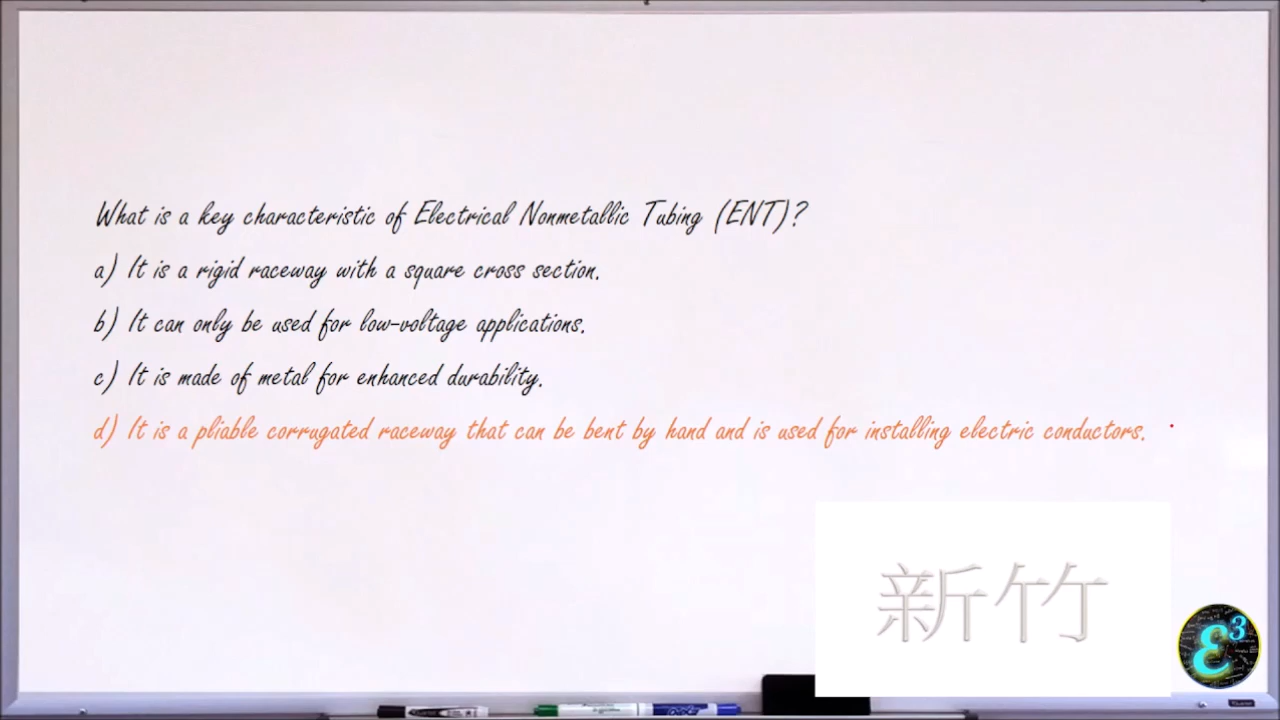 What is a key characteristic of Electrical Nonmetallic Tubing (ENT)?
a) It is a rigid raceway with a square cross section.
b) It can only be used for low-voltage applications.
c) It is made of metal for enhanced durability.
d) It is a pliable corrugated raceway that can be bent by hand and is used for installing electric conductors.
新竹
ε3